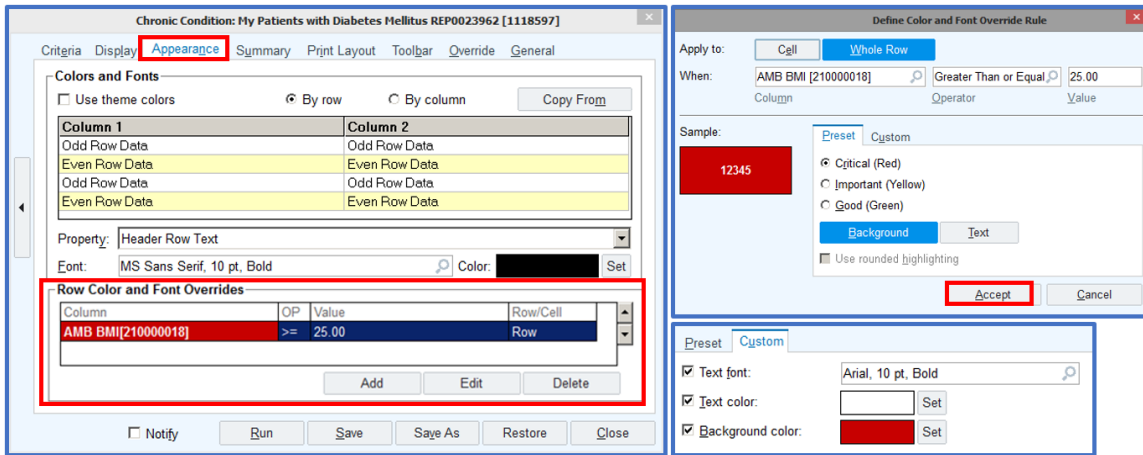 Chronic Condition: My Patients with Diabetes Mellitus REP0023962 [1118597]
Criteria Display Appearance Summary Print Layout Toolbar Override General
Colors and Fonts
Use theme colors By row By column Copy From
Column 1 Column 2
Odd Row Data Odd Row Data
Even Row Data Even Row Data
Odd Row Data Odd Row Data
Even Row Data Even Row Data
Property: Header Row Text
Font: MS Sans Serif, 10 pt, Bold Color: Set
Row Color and Font Overrides
Column OP Value Row/Cell
AMB BMI[210000018] >= 25.00 Row
Add Edit Delete
Notify Run Save Save As Restore Close
Define Color and Font Override Rule
Apply to: Cell Whole Row
When: AMB BMI [210000018] Greater Than or Equal 25.00
Column Operator Value
Sample: Preset Custom
12345
Critical (Red)
Important (Yellow)
Good (Green)
Background Text
Use rounded highlighting
Accept Cancel
Preset Custom
Text font: Arial, 10 pt, Bold
Text color: Set
Background color: Set